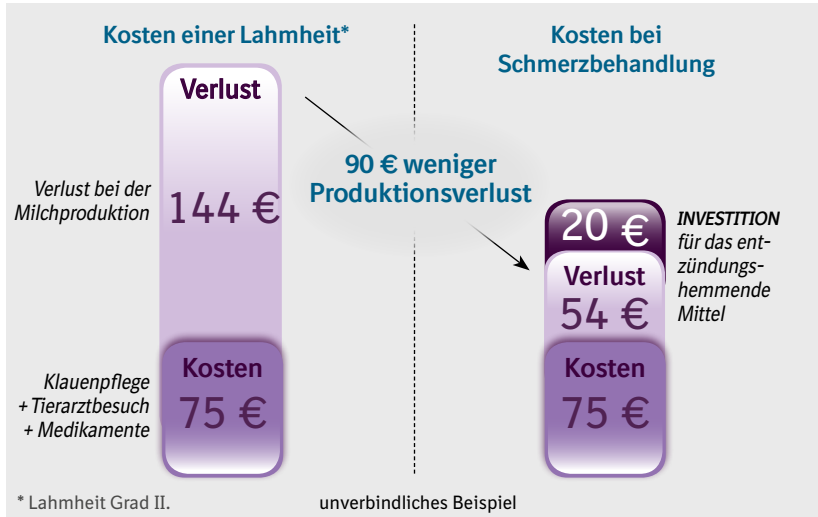 Kosten einer Lahmheit*
Verlust
Verlust bei der
Milchproduktion
144 €
Kosten
Klauenpflege
+ Tierarztbesuch
+ Medikamente
75 €
90 € weniger
Produktionsverlust
Kosten bei
Schmerzbehandlung
20 €
INVESTITION
für das ent-
zündungs-
hemmende
Mittel
Verlust
54 €
Kosten
75 €
* Lahmheit Grad II.
unverbindliches Beispiel